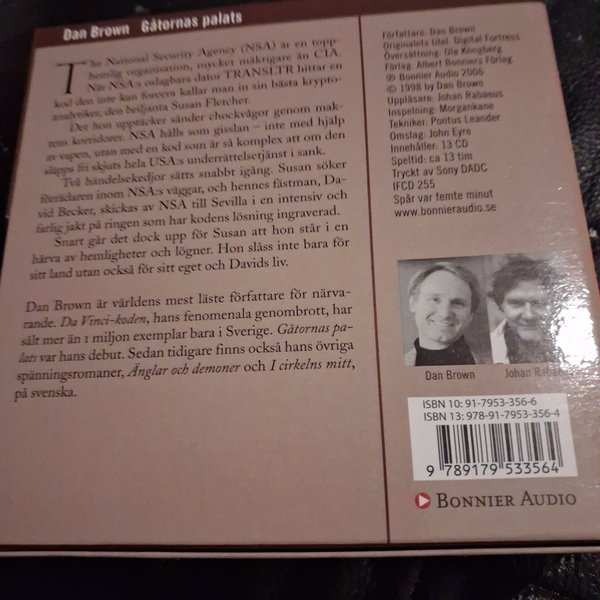 Dan Brown Gåtornas palats
The National Security Agency (NSA) är en topp-
hemlig organisation, mycket mäktigare än CIA.
När NSA:s oslagbara dator TRANSLTR hittar en
kod den inte kan forcera kallar man in sin bästa krypto-
analytiker, den briljanta Susan Fletcher.
Det hon upptäcker sänder chockvågor genom mak-
tens korridorer. NSA hålls som gisslan – inte med hjälp
av vapen, utan med en kod som är så komplex att om den
släpps fri skjuts hela USA:s underrättelsetjänst i sank.
Två händelsekedjor sätts snabbt igång. Susan söker
förrädaren inom NSA:s väggar, och hennes fästman, Da-
vid Becker, skickas av NSA till Sevilla i en intensiv och
farlig jakt på ringen som har kodens lösning ingraverad.
Snart går det dock upp för Susan att hon står i en
härva av hemligheter och lögner. Hon slåss inte bara för
sitt land utan också för sitt eget och Davids liv.
Dan Brown är världens mest läste författare för närva-
rande. Da Vinci-koden, hans fenomenala genombrott, har
sålt mer än 1 miljon exemplar bara i Sverige. Gåtornas pa-
lats var hans debut. Sedan tidigare finns också hans övriga
spänningsromaner, Änglar och demoner och I cirkelns mitt,
på svenska.
Författare: Dan Brown
Originalets titel: Digital Fortress
Översättning: Ola Klingberg
Förlag: Albert Bonniers Förlag
℗ Bonnier Audio 2006
© 1998 by Dan Brown
Uppläsare: Johan Rabaeus
Inspelning: Morgankane
Tekniker: Pontus Leander
Omslag: John Eyre
Innehåller: 13 CD
Speltid: ca 13 tim
Tryckt av Sony DADC
IFCD 255
Spår var femte minut
www.bonnieraudio.se
Dan Brown Johan Rabaeus
ISBN 10: 91-7953-356-6
ISBN 13: 978-91-7953-356-4
9 789179 533564
BONNIER AUDIO